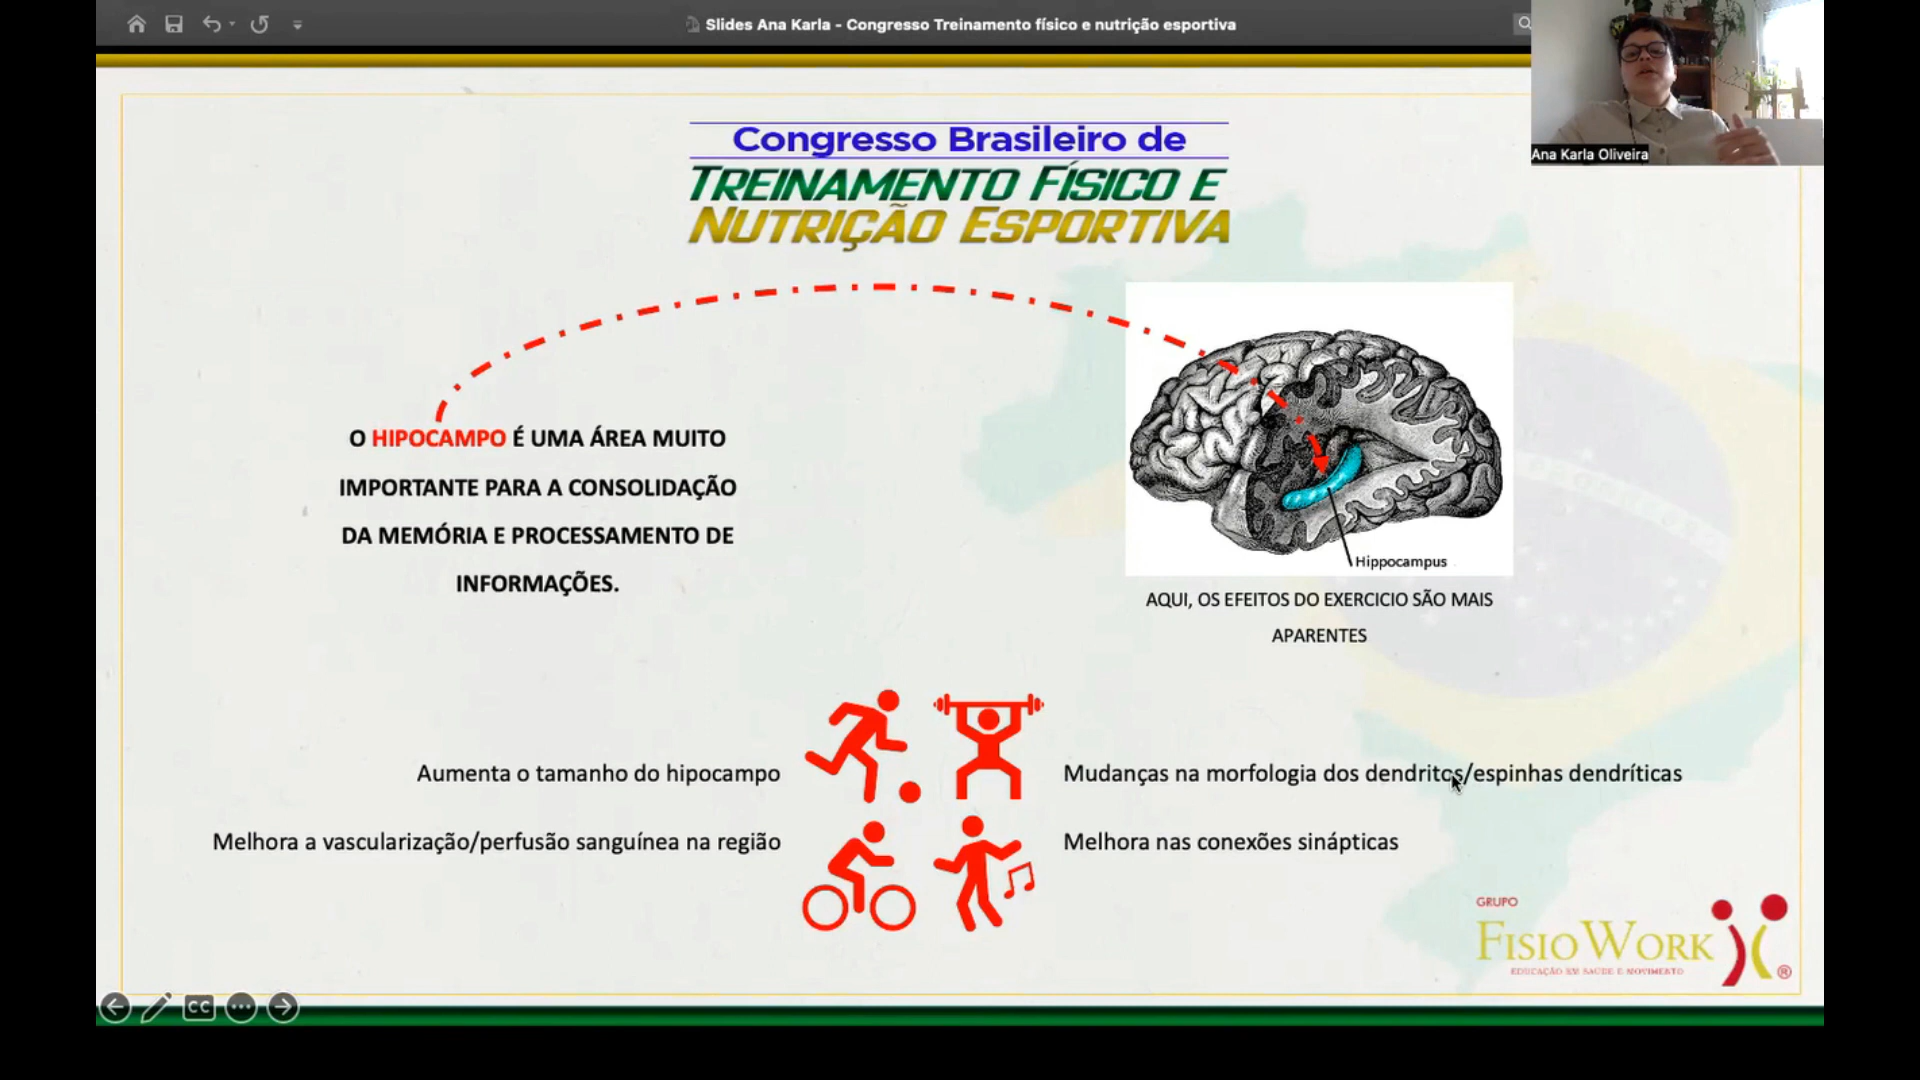 Slides Ana Karla - Congresso Treinamento físico e nutrição esportiva
Ana Karla Oliveira
Congresso Brasileiro de
TREINAMENTO FÍSICO E
NUTRIÇÃO ESPORTIVA
O HIPOCAMPO É UMA ÁREA MUITO
IMPORTANTE PARA A CONSOLIDAÇÃO
DA MEMÓRIA E PROCESSAMENTO DE
INFORMAÇÕES.
Hippocampus
AQUI, OS EFEITOS DO EXERCICIO SÃO MAIS
APARENTES
Aumenta o tamanho do hipocampo
Melhora a vascularização/perfusão sanguínea na região
Mudanças na morfologia dos dendritos/espinhas dendríticas
Melhora nas conexões sinápticas
GRUPO
FISIOWORK
EDUCAÇÃO EM SAÚDE E MOVIMENTO
®
CC